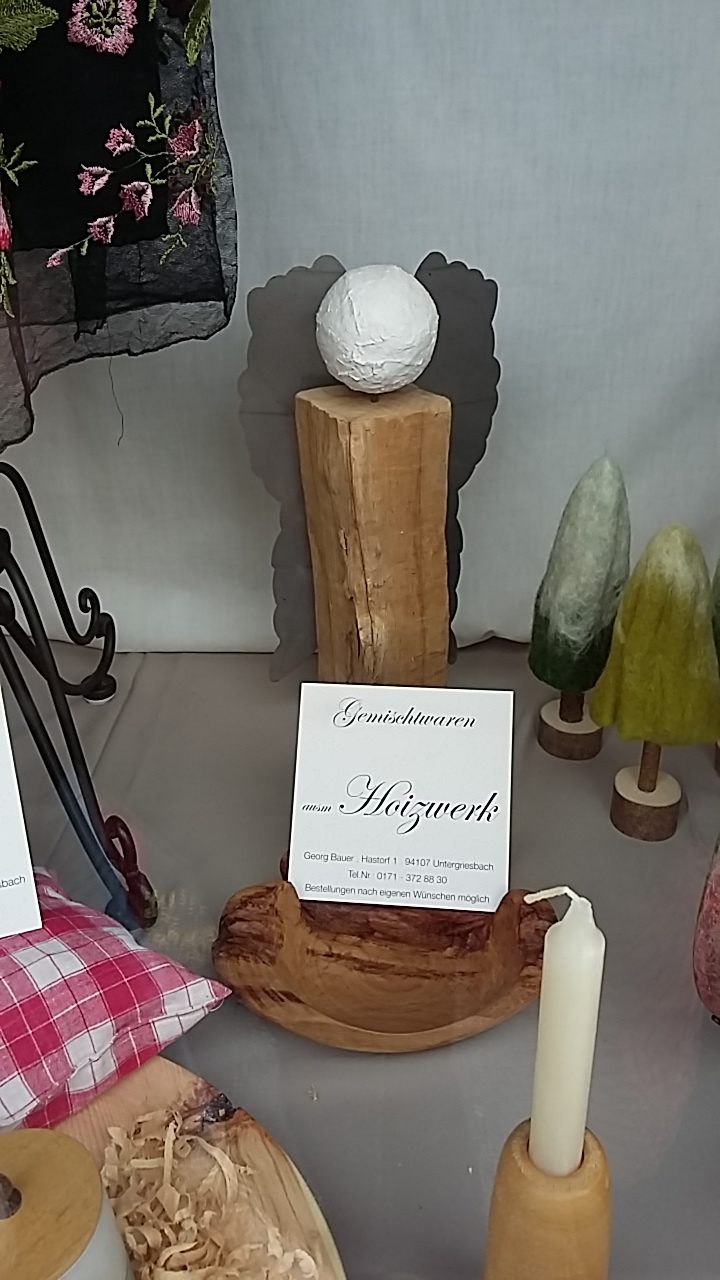 Gemischtwaren
ausm Hoizwerk
Georg Bauer . Hastorf 1 . 94107 Untergriesbach
Tel.Nr.: 0171 - 372 88 30
Bestellungen nach eigenen Wünschen möglich
sbach